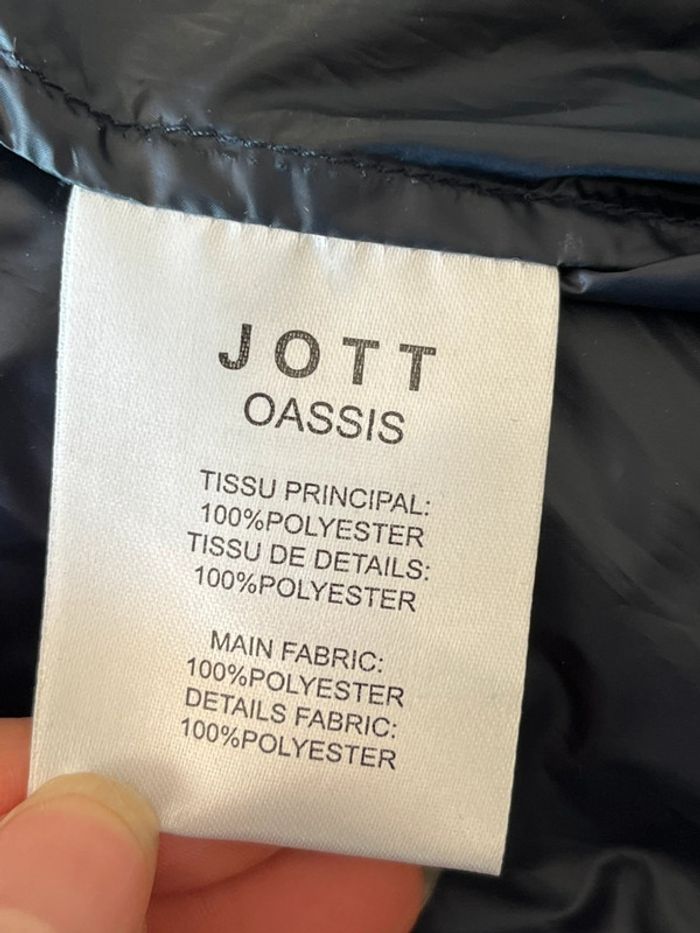 JOTT
OASSIS
TISSU PRINCIPAL:
100%POLYESTER
TISSU DE DETAILS:
100%POLYESTER
MAIN FABRIC:
100%POLYESTER
DETAILS FABRIC:
100%POLYESTER